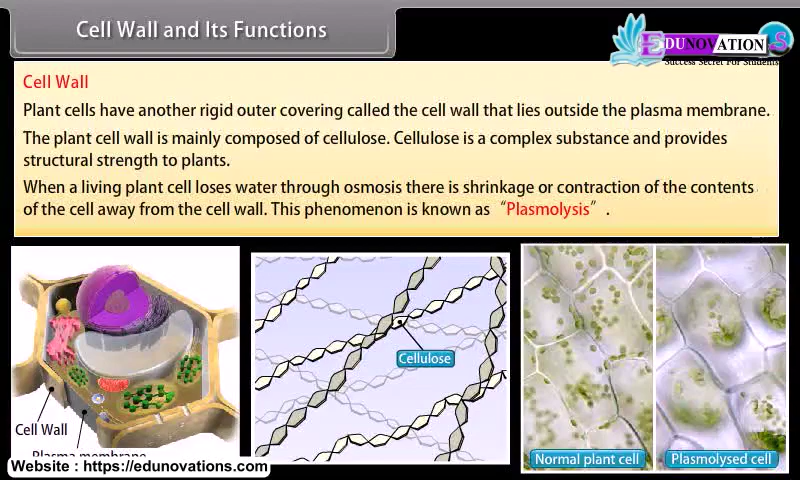 Cell Wall and Its Functions
EDUNOVATIONS
Success Secret For Students
Cell Wall
Plant cells have another rigid outer covering called the cell wall that lies outside the plasma membrane.
The plant cell wall is mainly composed of cellulose. Cellulose is a complex substance and provides
structural strength to plants.
When a living plant cell loses water through osmosis there is shrinkage or contraction of the contents
of the cell away from the cell wall. This phenomenon is known as “Plasmolysis” .
Cellulose
Cell Wall
Plasma membrane
Normal plant cell
Plasmolysed cell
Website : https://edunovations.com